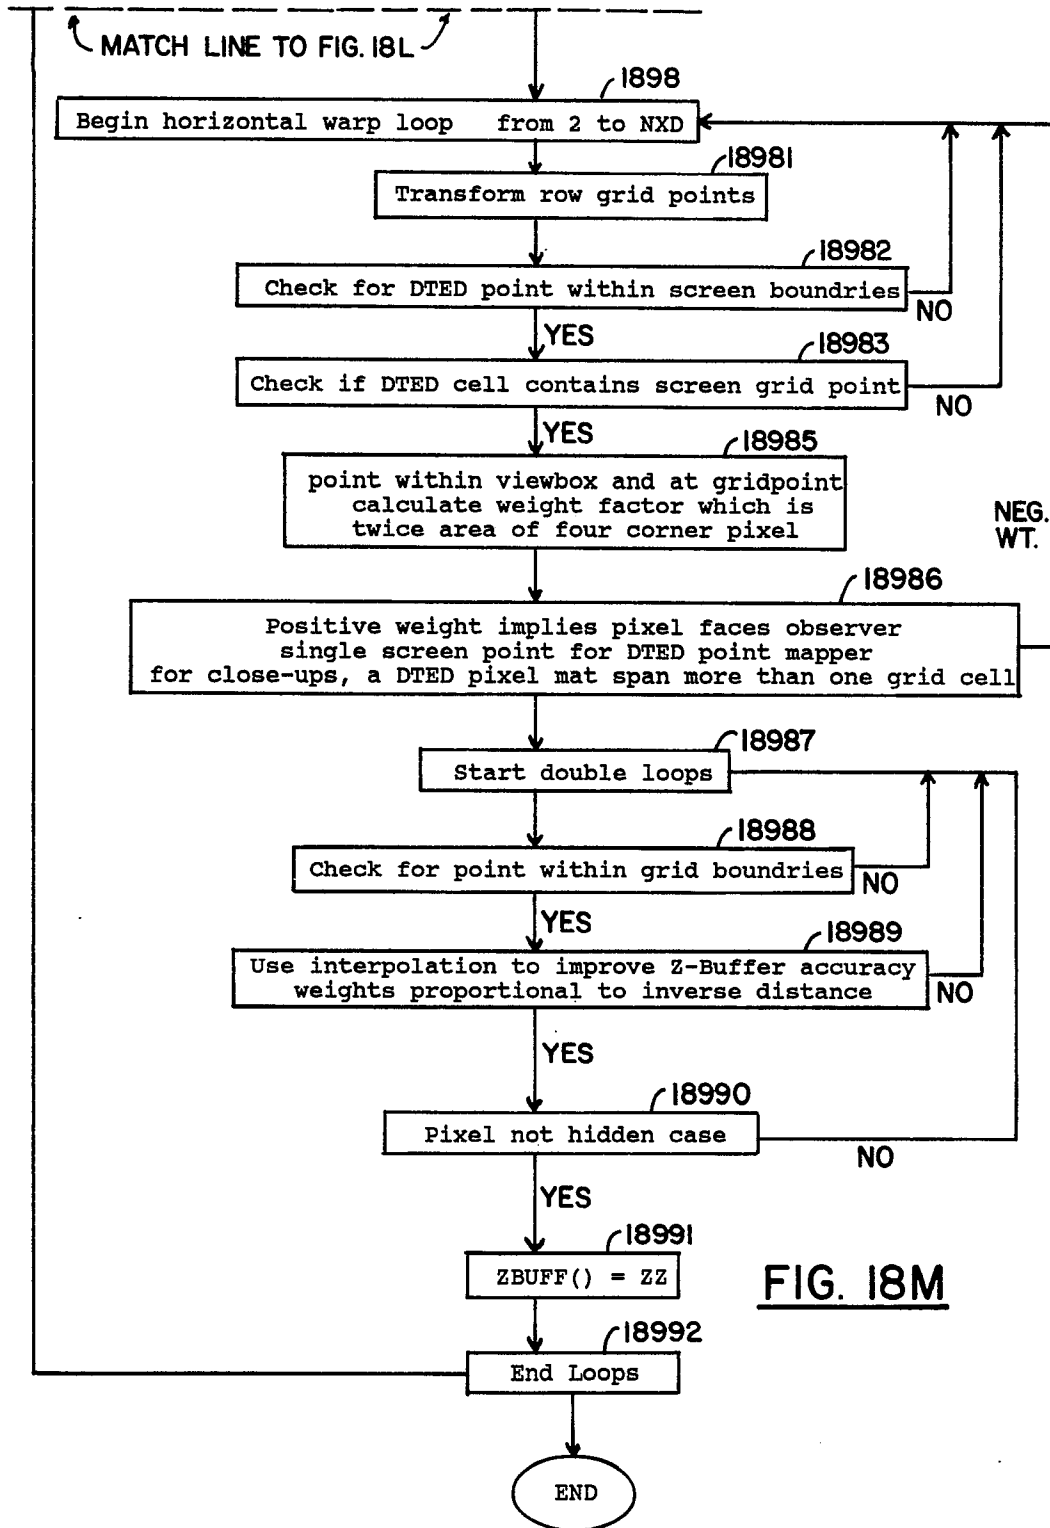 MATCH LINE TO FIG. 18L
1898
Begin horizontal warp loop from 2 to NXD
18981
Transform row grid points
18982
Check for DTED point within screen boundries
NO
YES
18983
Check if DTED cell contains screen grid point
NO
YES
18985
point within viewbox and at gridpoint
calculate weight factor which is
twice area of four corner pixel
NEG.
WT.
18986
Positive weight implies pixel faces observer
single screen point for DTED point mapper
for close-ups, a DTED pixel mat span more than one grid cell
18987
Start double loops
18988
Check for point within grid boundries
NO
YES
18989
Use interpolation to improve Z-Buffer accuracy
weights proportional to inverse distance
NO
YES
18990
Pixel not hidden case
NO
YES
18991
ZBUFF() = ZZ
FIG. 18M
18992
End Loops
END